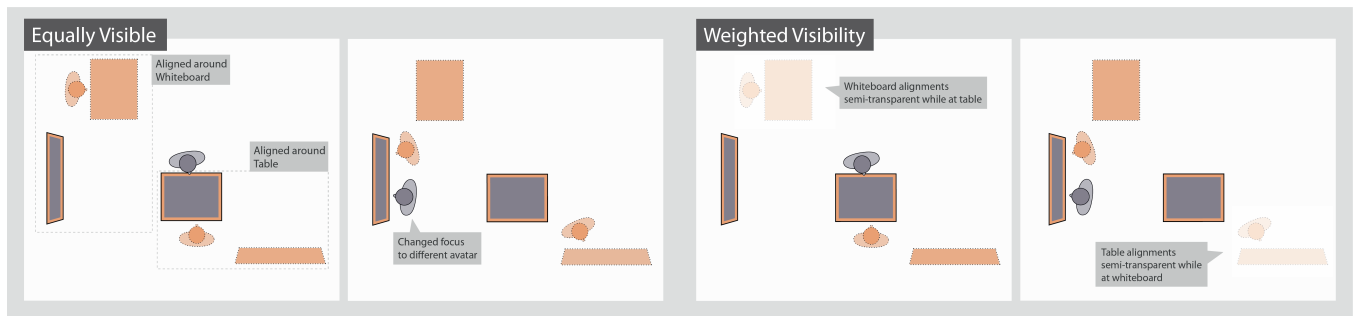 Equally Visible
Aligned around
Whiteboard
Aligned around
Table
Changed focus
to different avatar
Weighted Visibility
Whiteboard alignments
semi-transparent while at table
Table alignments
semi-transparent while
at whiteboard